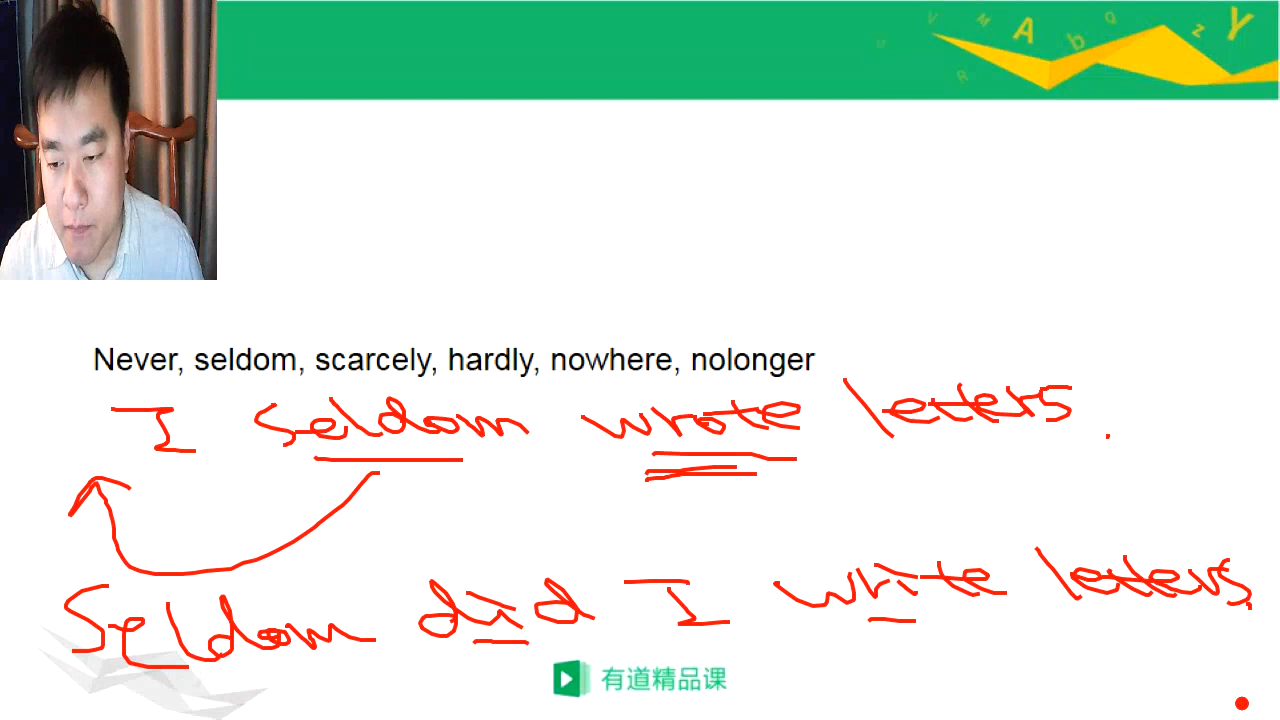 Never, seldom, scarcely, hardly, nowhere, nolonger
I seldom wrote letters.
Seldom did I write letters.
有道精品课